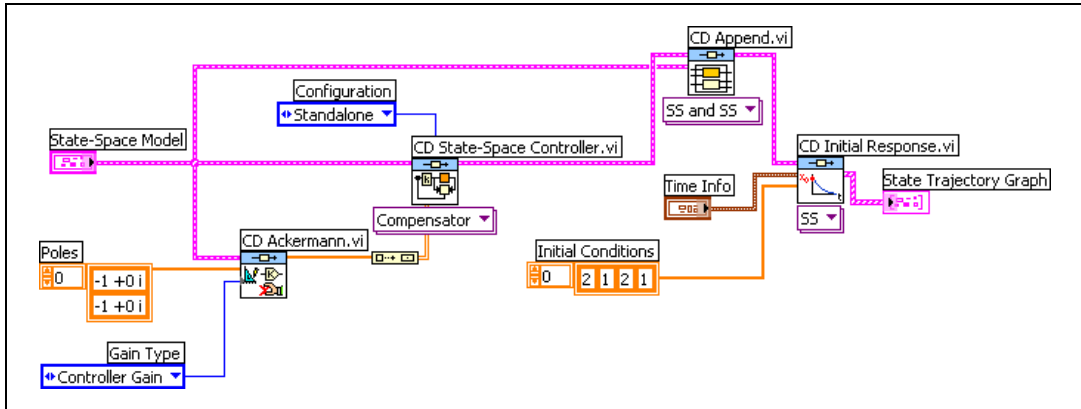 CD Append.vi
SS and SS
Configuration
Standalone
State-Space Model
CD State-Space Controller.vi
Compensator
CD Initial Response.vi
Time Info
State Trajectory Graph
SS
CD Ackermann.vi
Poles
0
-1 +0 i
-1 +0 i
Initial Conditions
0 2 1 2 1
Gain Type
Controller Gain